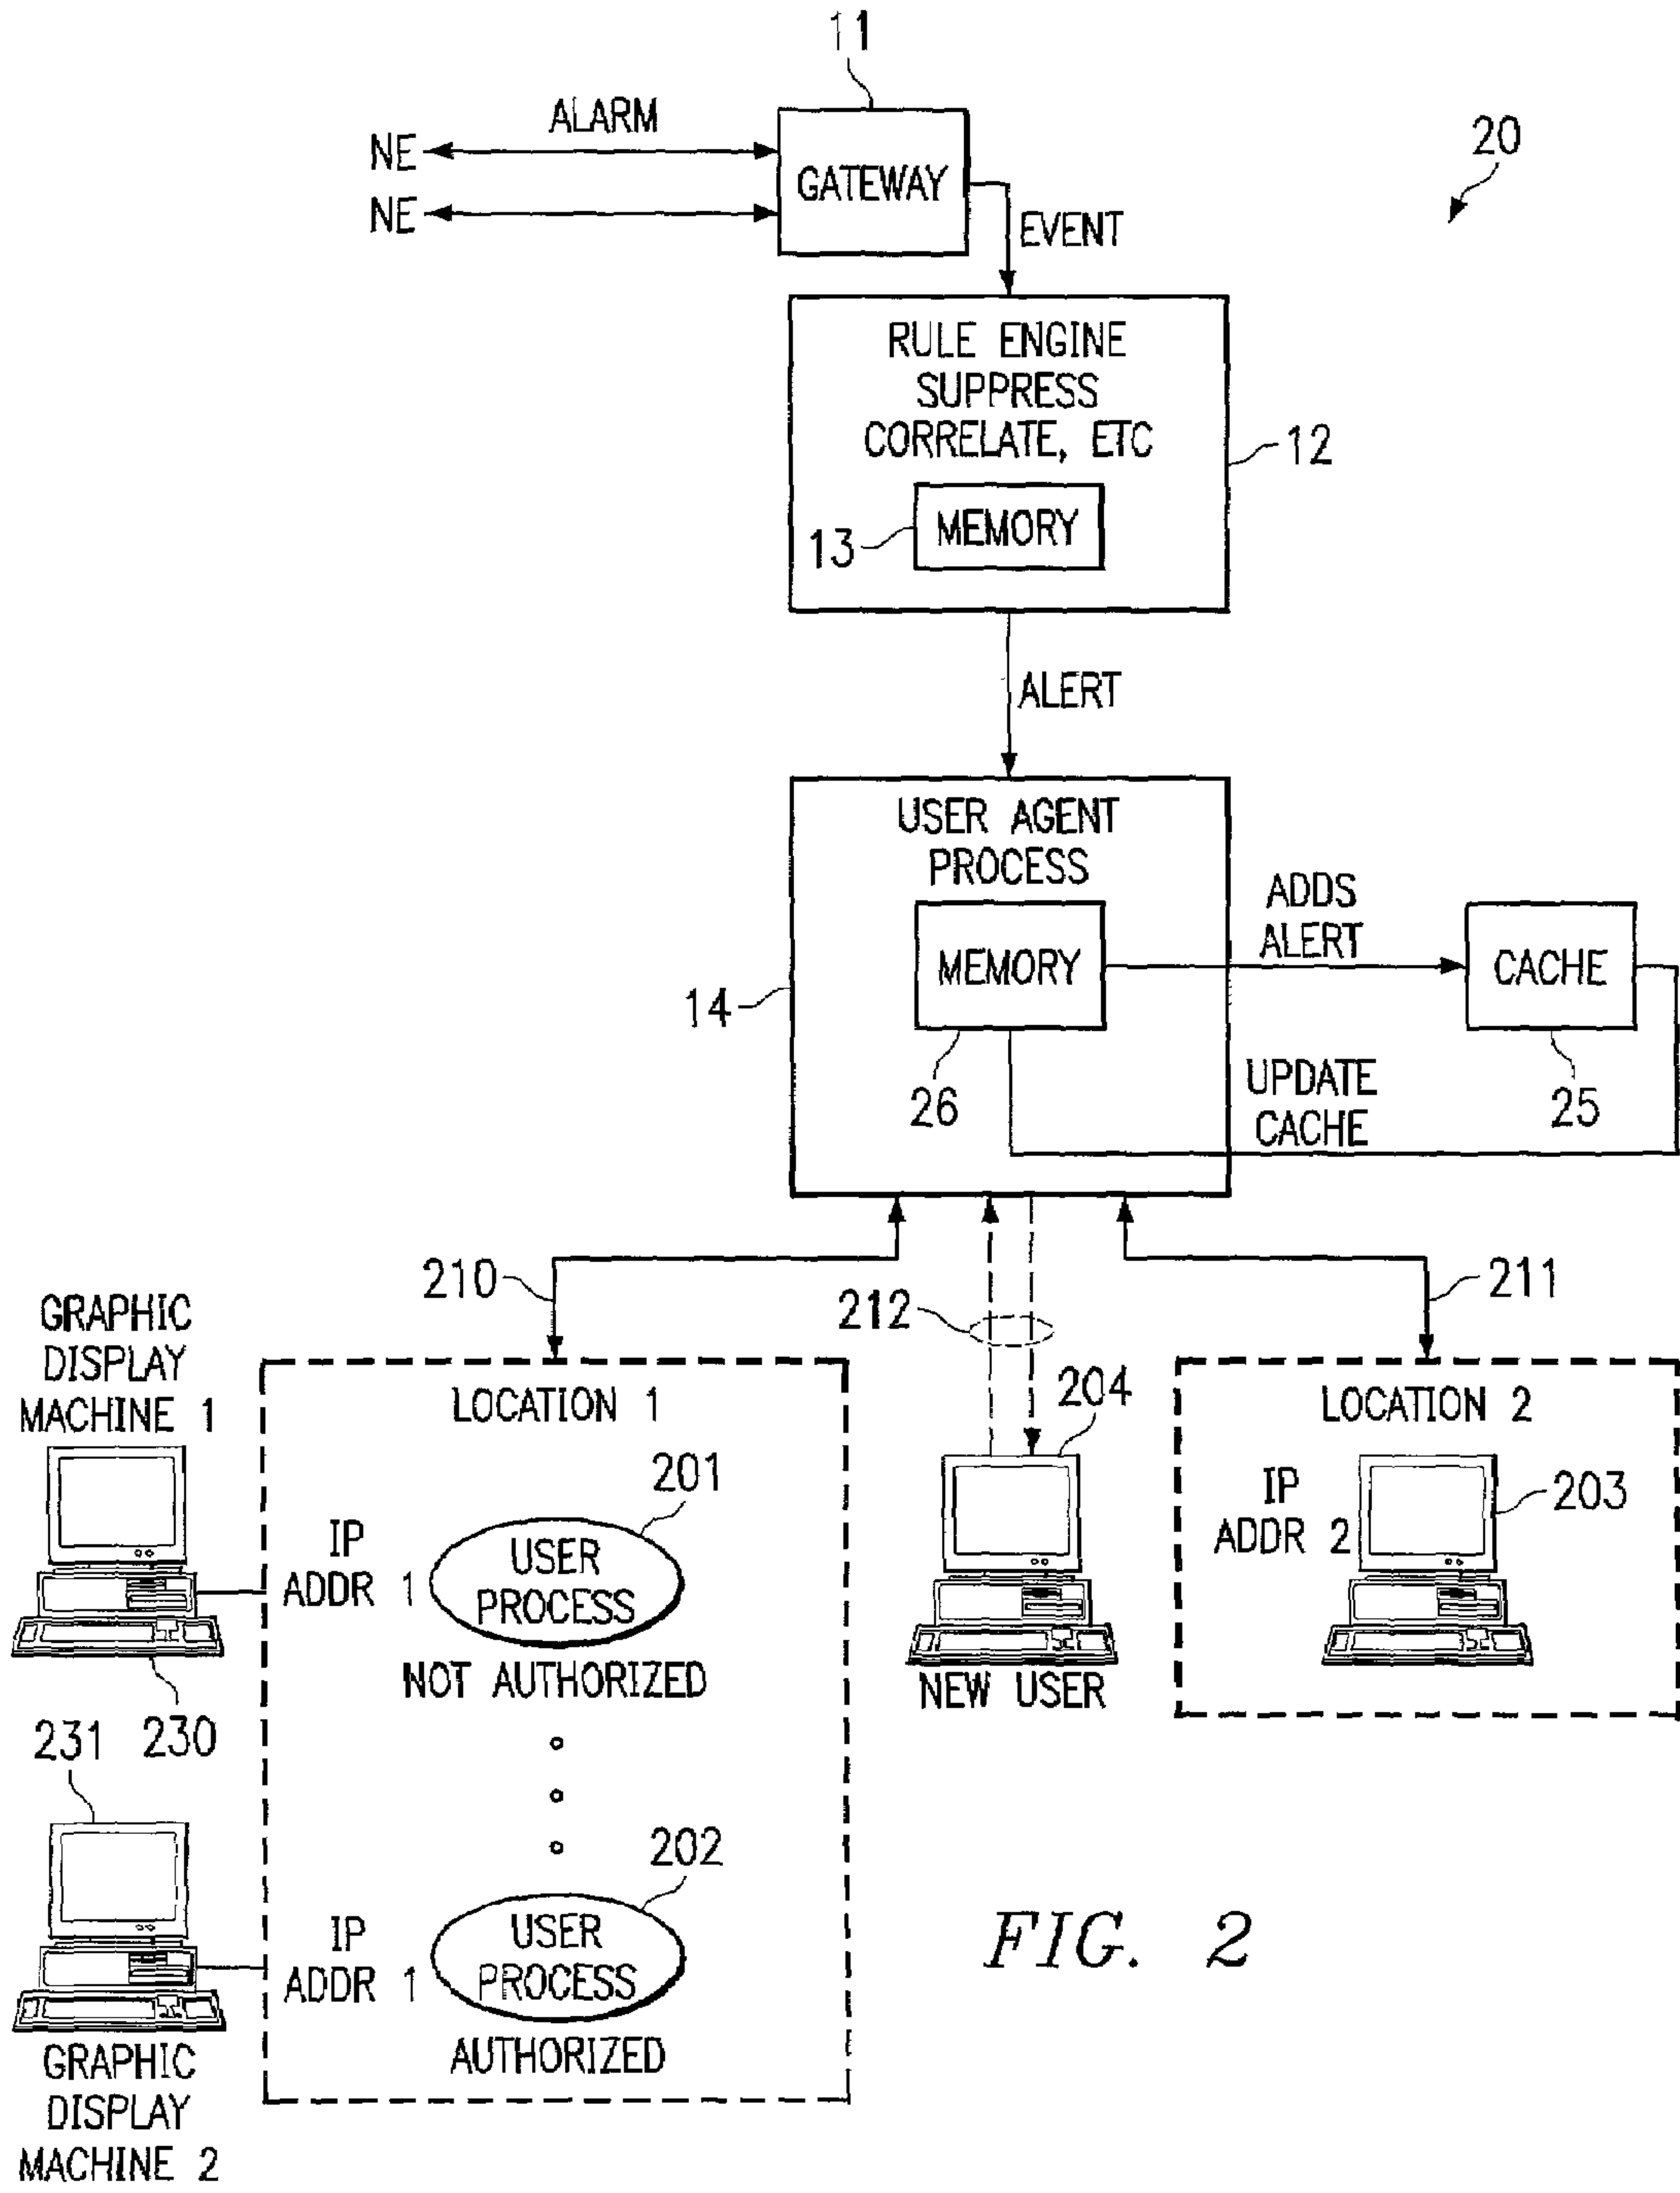 11
ALARM
NE
NE
GATEWAY
20
EVENT
RULE ENGINE
SUPPRESS
CORRELATE, ETC
12
13
MEMORY
ALERT
USER AGENT
PROCESS
MEMORY
ADDS
ALERT
CACHE
14
26
UPDATE
CACHE
25
210
212
211
GRAPHIC
DISPLAY
MACHINE 1
LOCATION 1
204
LOCATION 2
201
IP
ADDR 1
USER
PROCESS
IP
ADDR 2
203
NOT AUTHORIZED
NEW USER
231
230
202
IP
ADDR 1
USER
PROCESS
AUTHORIZED
GRAPHIC
DISPLAY
MACHINE 2
FIG. 2